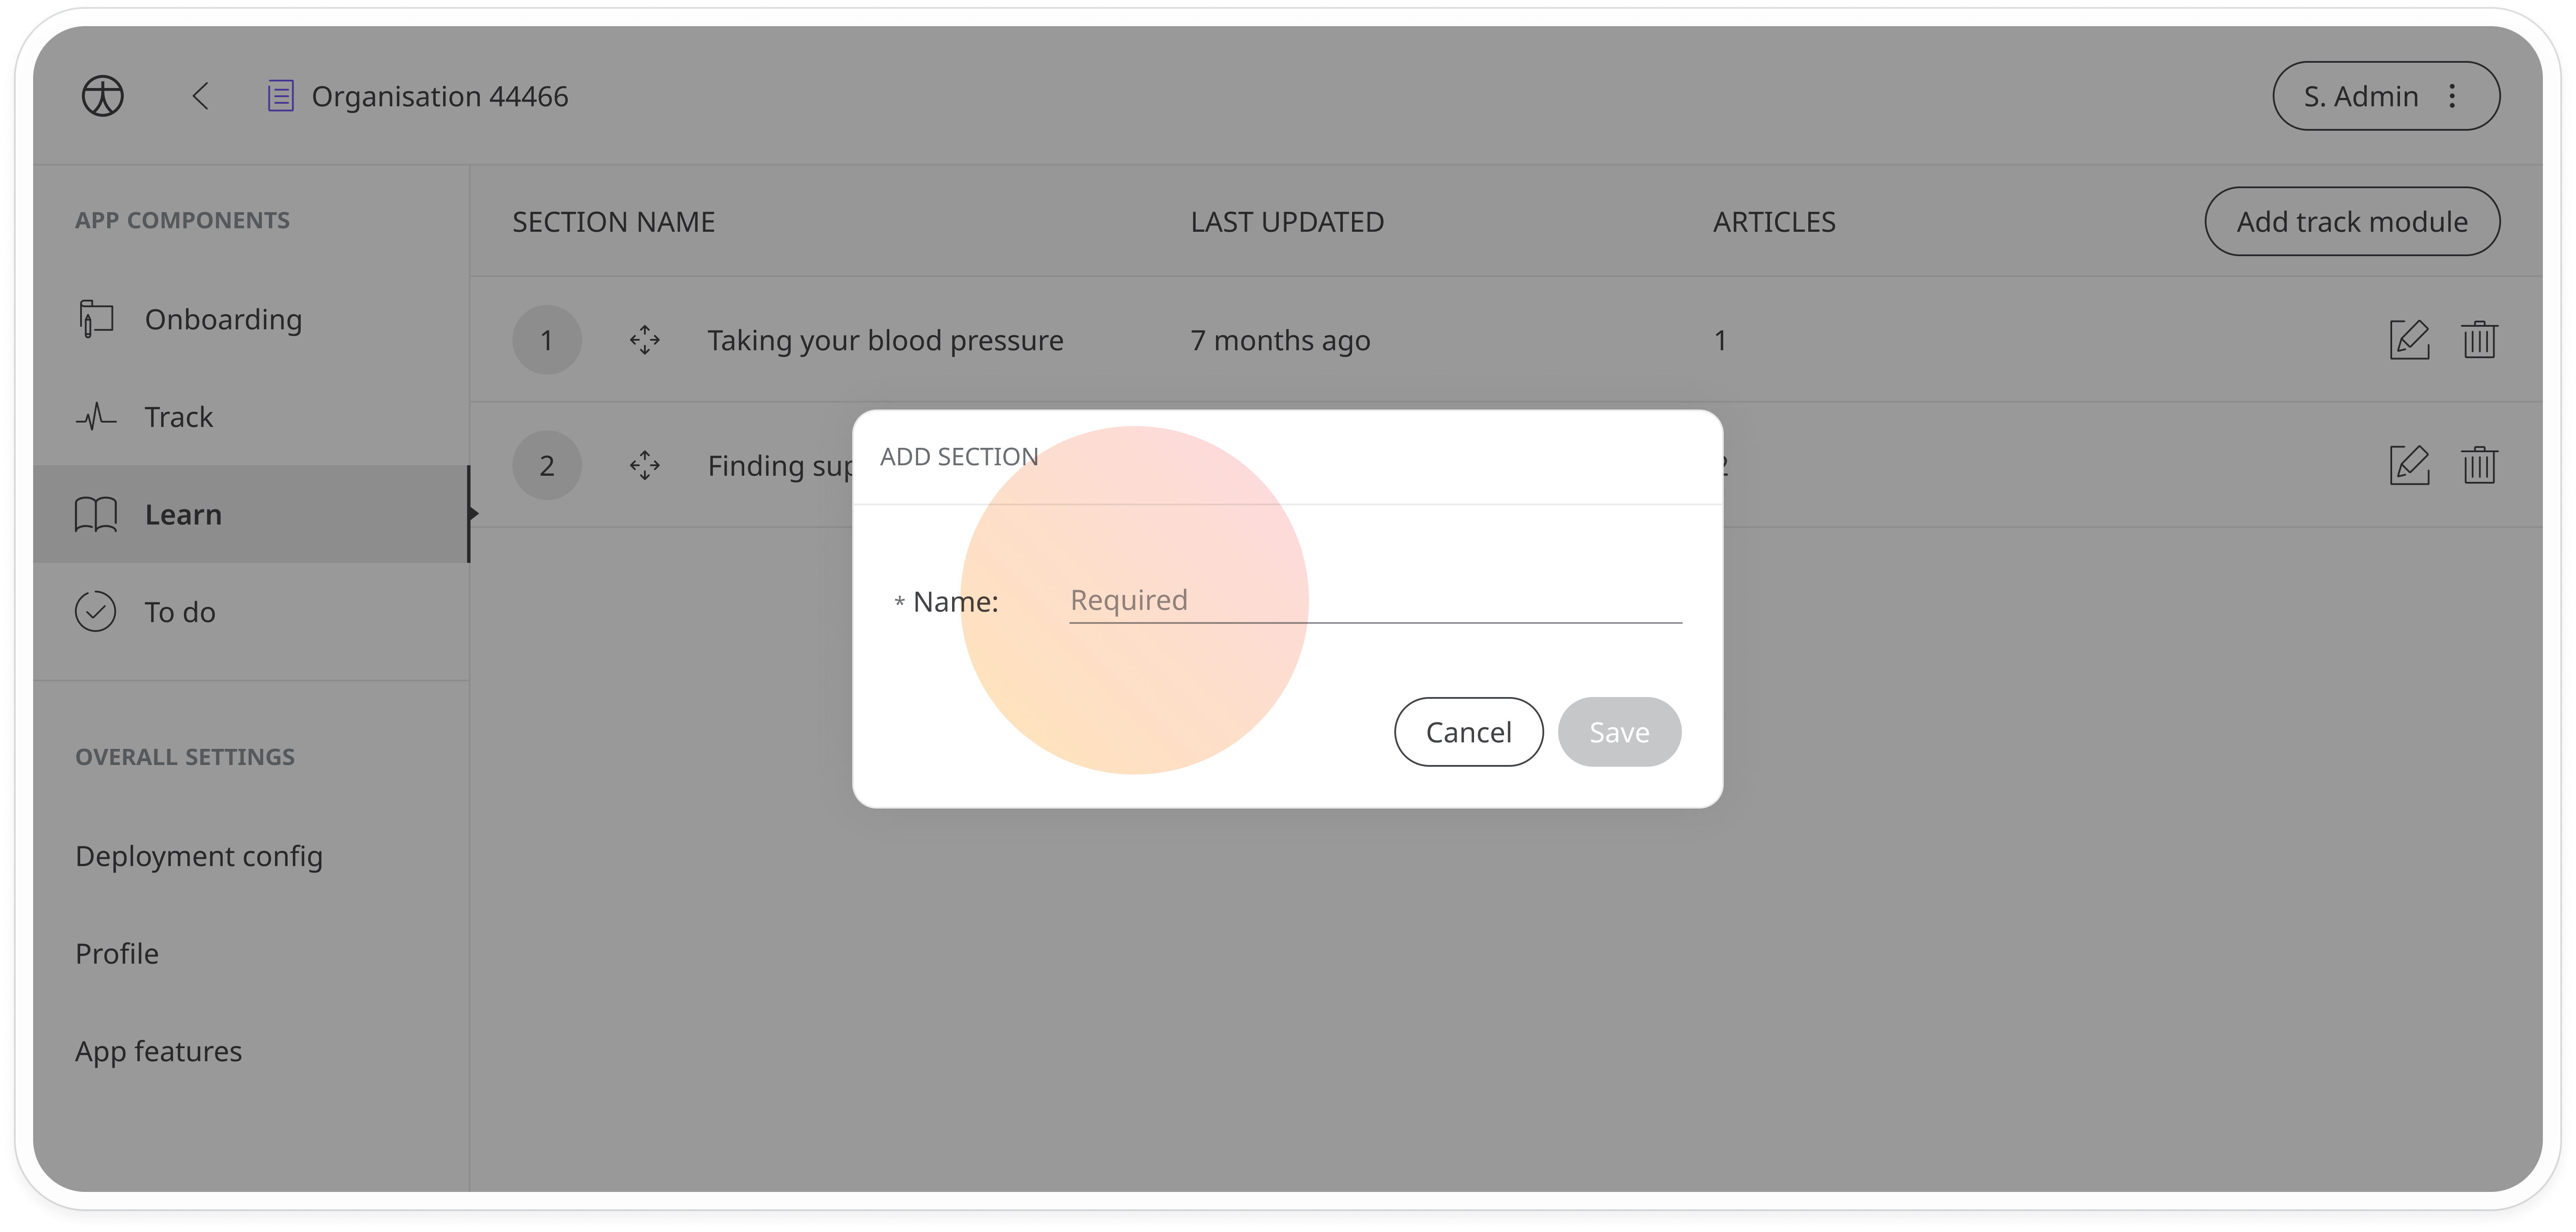 Organisation 44466
S. Admin
APP COMPONENTS
Onboarding
Track
Learn
To do
OVERALL SETTINGS
Deployment config
Profile
App features
SECTION NAME LAST UPDATED ARTICLES Add track module
1 Taking your blood pressure 7 months ago 1
2 Finding
ADD SECTION
* Name: Required
Cancel Save